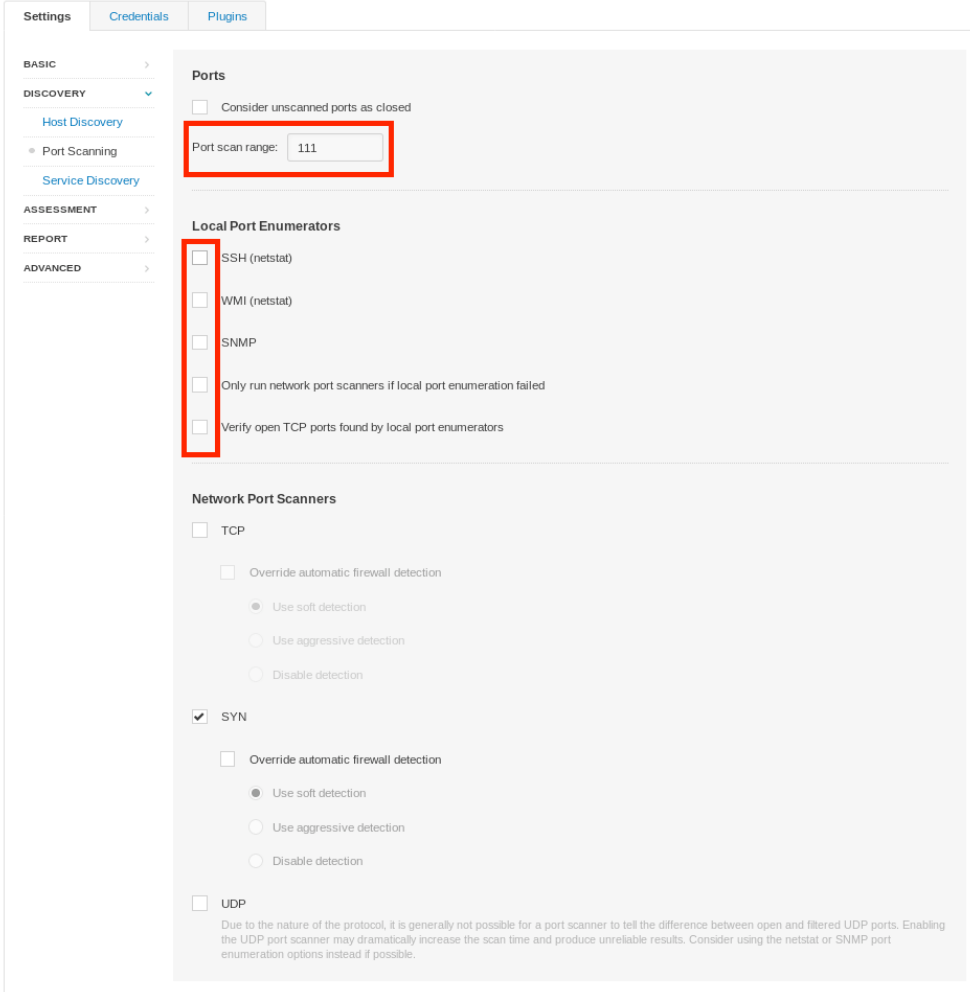 Settings
Credentials
Plugins
BASIC
DISCOVERY
Host Discovery
Port Scanning
Service Discovery
ASSESSMENT
REPORT
ADVANCED
Ports
Consider unscanned ports as closed
Port scan range: 111
Local Port Enumerators
SSH (netstat)
WMI (netstat)
SNMP
Only run network port scanners if local port enumeration failed
Verify open TCP ports found by local port enumerators
Network Port Scanners
TCP
Override automatic firewall detection
Use soft detection
Use aggressive detection
Disable detection
SYN
Override automatic firewall detection
Use soft detection
Use aggressive detection
Disable detection
UDP
Due to the nature of the protocol, it is generally not possible for a port scanner to tell the difference between open and filtered UDP ports. Enabling
the UDP port scanner may dramatically increase the scan time and produce unreliable results. Consider using the netstat or SNMP port
enumeration options instead if possible.